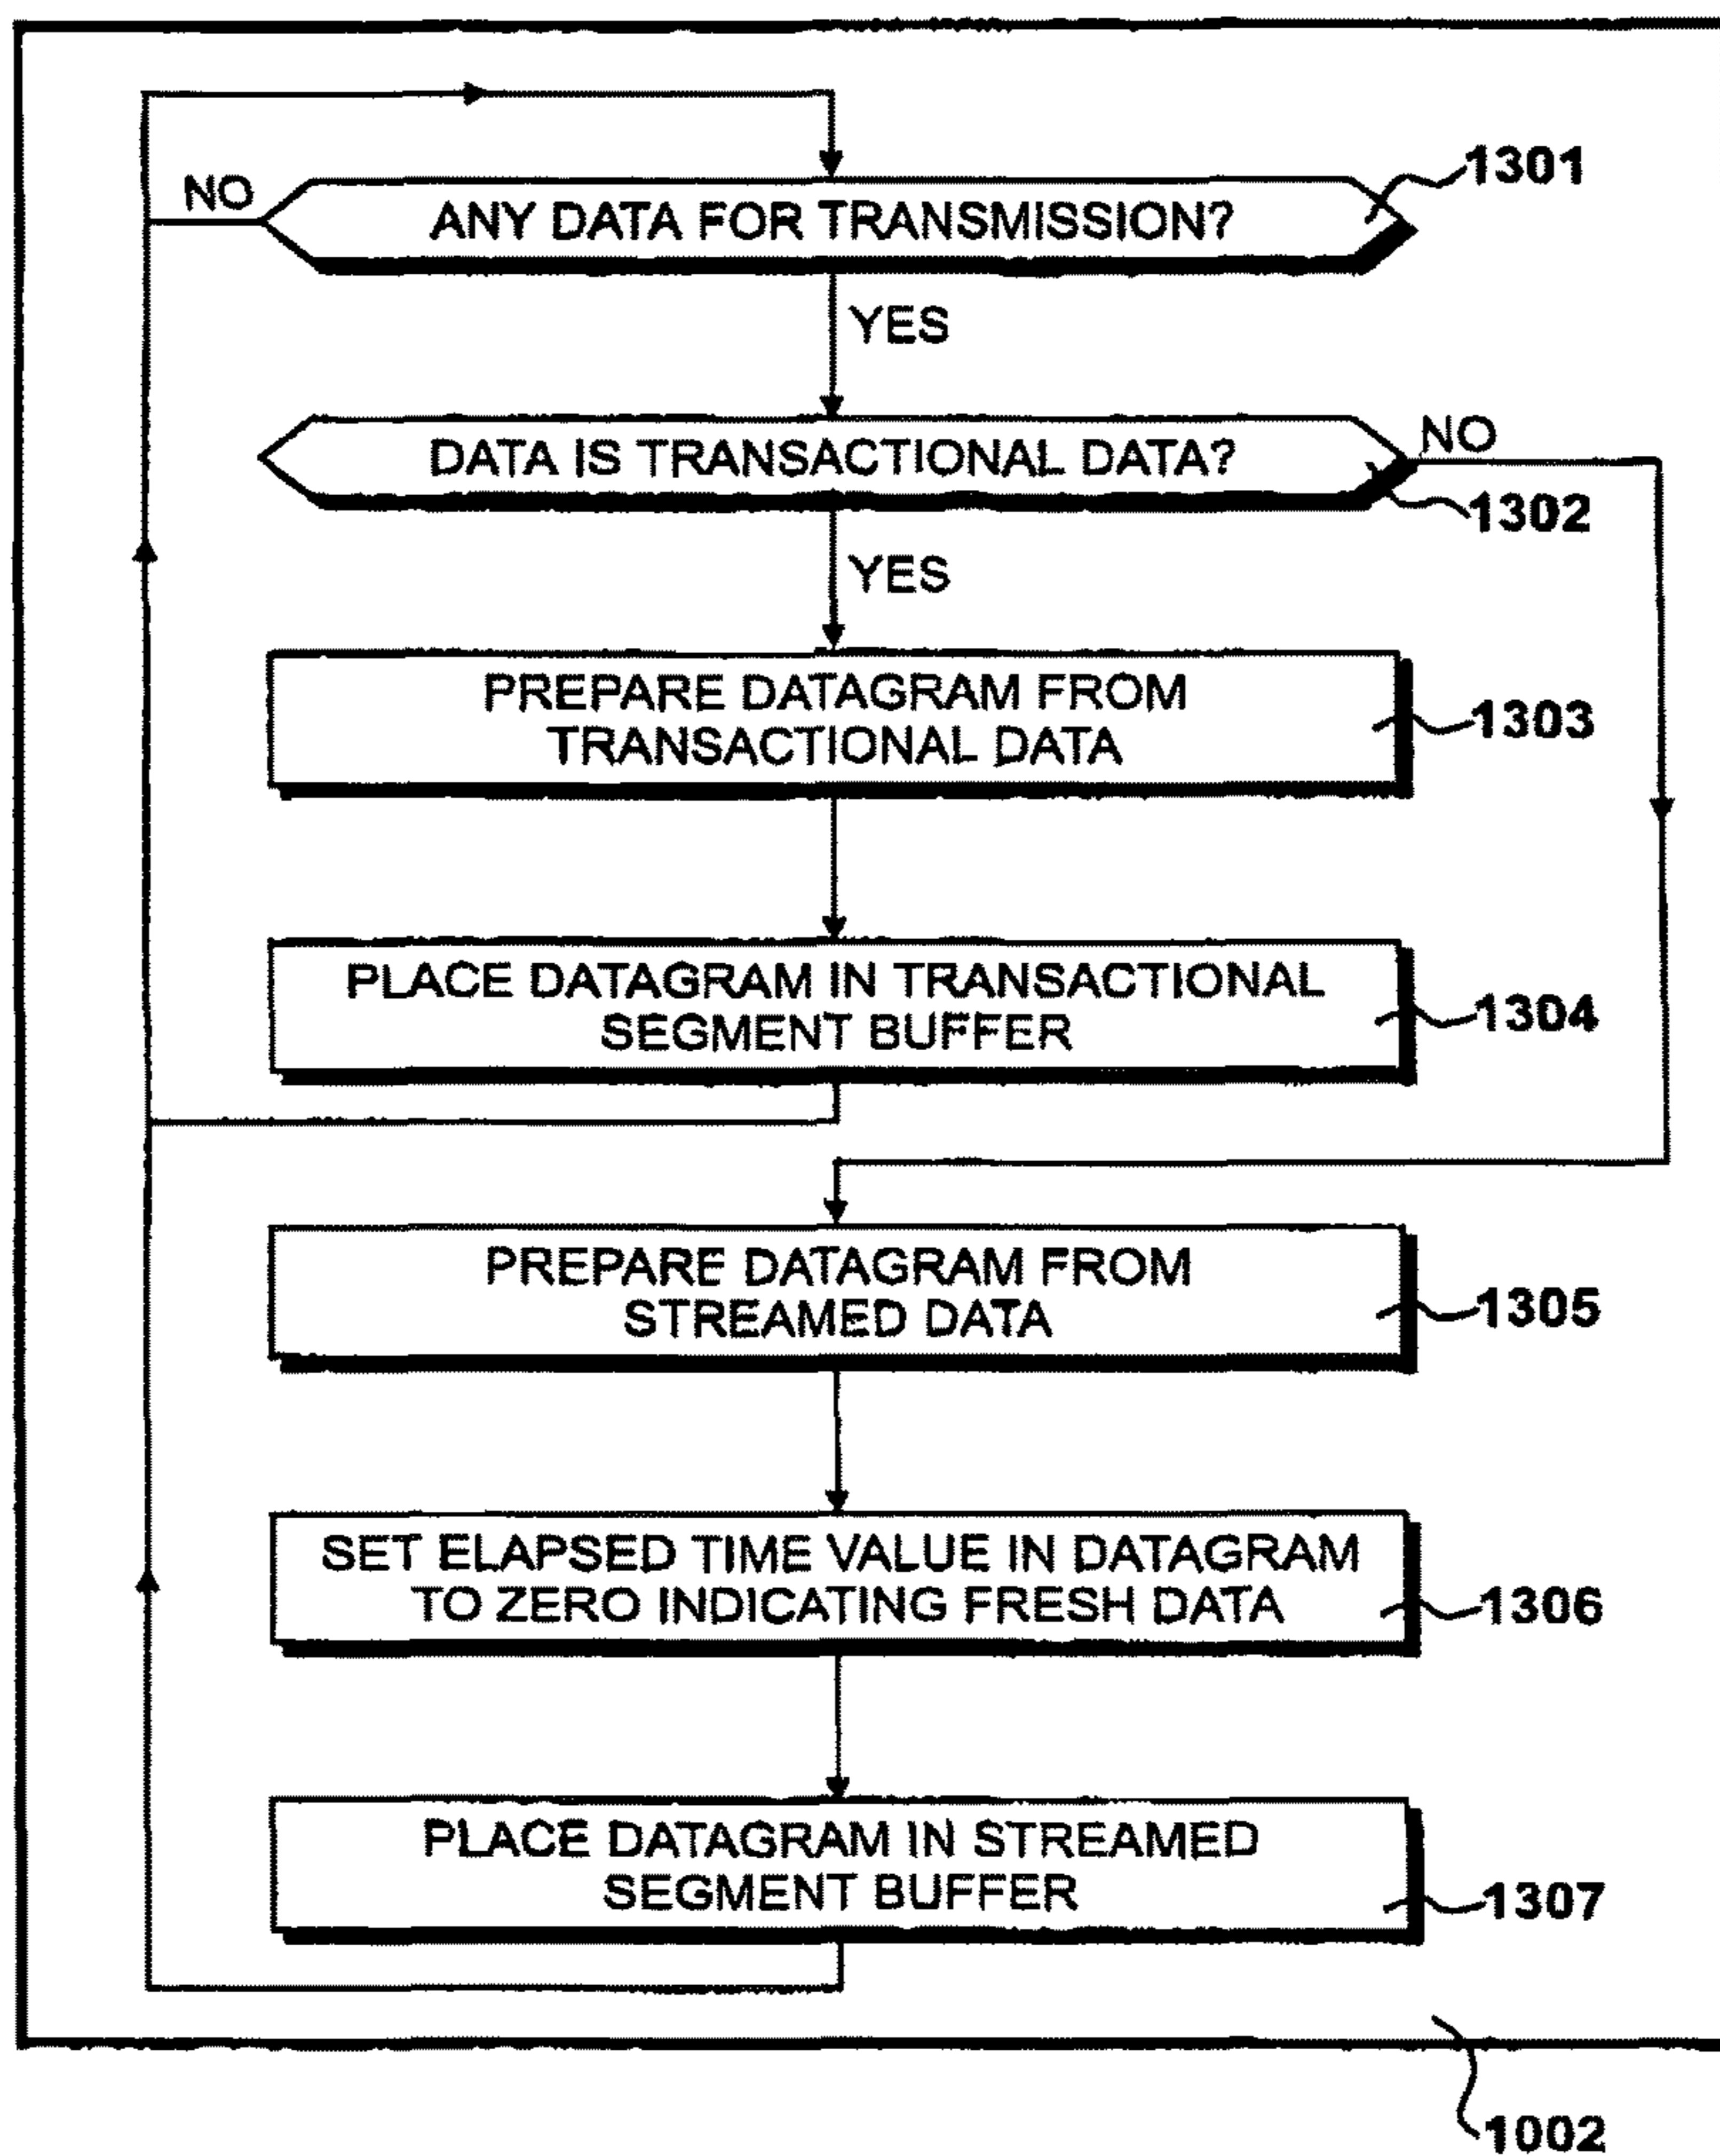 1301
NO
ANY DATA FOR TRANSMISSION?
YES
DATA IS TRANSACTIONAL DATA?
NO
1302
YES
PREPARE DATAGRAM FROM
TRANSACTIONAL DATA
1303
PLACE DATAGRAM IN TRANSACTIONAL
SEGMENT BUFFER
1304
PREPARE DATAGRAM FROM
STREAMED DATA
1305
SET ELAPSED TIME VALUE IN DATAGRAM
TO ZERO INDICATING FRESH DATA
1306
PLACE DATAGRAM IN STREAMED
SEGMENT BUFFER
1307
1002